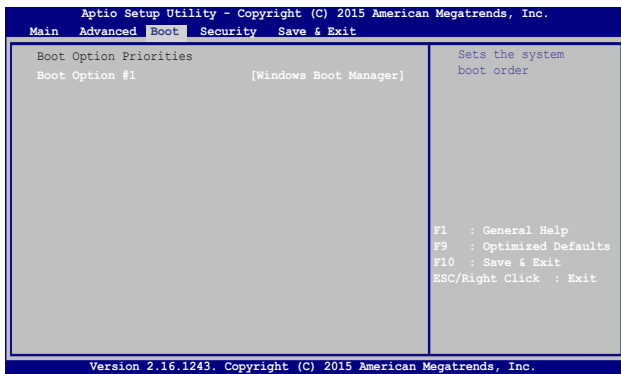 Aptio Setup Utility - Copyright (C) 2015 American Megatrends, Inc.
Main Advanced Boot Security Save & Exit
Boot Option Priorities
Boot Option #1 [Windows Boot Manager]
Sets the system
boot order
F1 : General Help
F9 : Optimized Defaults
F10 : Save & Exit
ESC/Right Click : Exit
Version 2.16.1243. Copyright (C) 2015 American Megatrends, Inc.